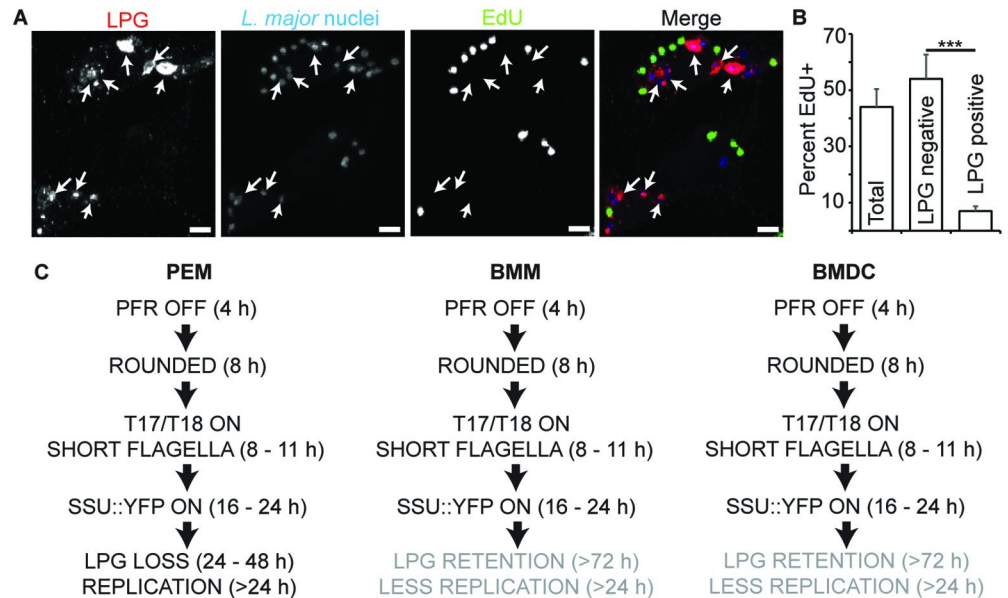 A
LPG
L. major nuclei
EdU
Merge
B
Percent EdU+
70
50
30
10
***
Total
LPG negative
LPG positive
C
PEM
PFR OFF (4 h)
ROUNDED (8 h)
T17/T18 ON
SHORT FLAGELLA (8 - 11 h)
SSU::YFP ON (16 - 24 h)
LPG LOSS (24 - 48 h)
REPLICATION (>24 h)
BMM
PFR OFF (4 h)
ROUNDED (8 h)
T17/T18 ON
SHORT FLAGELLA (8 - 11 h)
SSU::YFP ON (16 - 24 h)
LPG RETENTION (>72 h)
LESS REPLICATION (>24 h)
BMDC
PFR OFF (4 h)
ROUNDED (8 h)
T17/T18 ON
SHORT FLAGELLA (8 - 11 h)
SSU::YFP ON (16 - 24 h)
LPG RETENTION (>72 h)
LESS REPLICATION (>24 h)